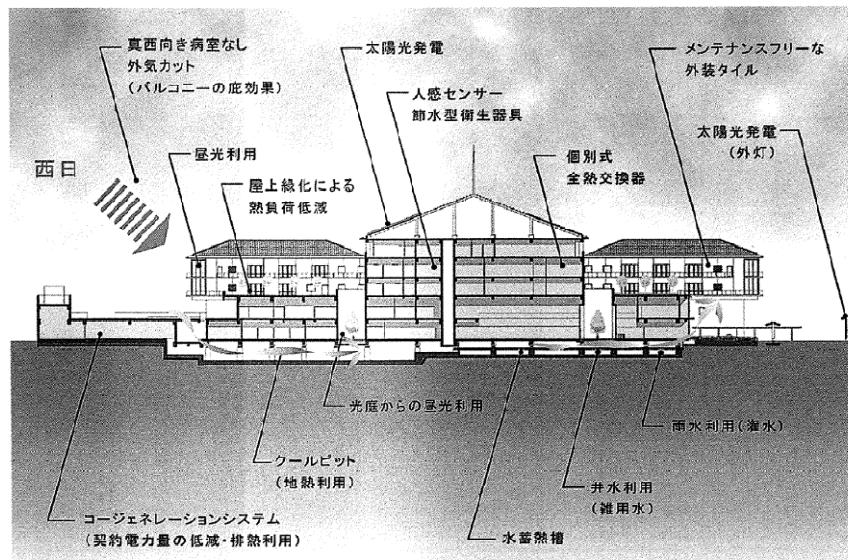 真西向き病室なし
外気カット
(バルコニーの庇効果)
太陽光発電
メンテナンスフリーな
外装タイル
人感センサー
節水型衛生器具
太陽光発電
(外灯)
西日
昼光利用
個別式
全熱交換器
屋上緑化による
熱負荷低減
光庭からの昼光利用
雨水利用(灌水)
クールピット
(地熱利用)
井水利用
(雑用水)
コージェネレーションシステム
(契約電力量の低減・排熱利用)
水蓄熱槽